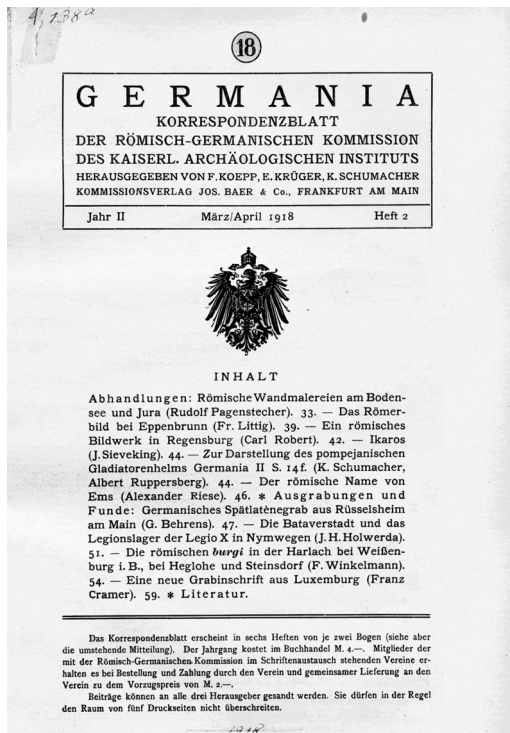 A, 138a
18
GERMANIA
KORRESPONDENZBLATT
DER RÖMISCH-GERMANISCHEN KOMMISSION
DES KAISERL. ARCHÄOLOGISCHEN INSTITUTS
HERAUSGEGEBEN VON F. KOEPP, E. KRÜGER, K. SCHUMACHER
KOMMISSIONSVERLAG JOS. BAER & Co., FRANKFURT AM MAIN
Jahr II März/April 1918 Heft 2
INHALT
Abhandlungen: Römische Wandmalereien am Boden-
see und Jura (Rudolf Pagenstecher). 33. — Das Römer-
bild bei Eppenbrunn (Fr. Littig). 39. — Ein römisches
Bildwerk in Regensburg (Carl Robert). 42. — Ikaros
(J. Sieveking). 44. — Zur Darstellung des pompejanischen
Gladiatorenhelms Germania II S. 14 f. (K. Schumacher,
Albert Ruppersberg). 44. — Der römische Name von
Ems (Alexander Riese). 46. * Ausgrabungen und
Funde: Germanisches Spätlatènegrab aus Rüsselsheim
am Main (G. Behrens). 47. — Die Bataverstadt und das
Legionslager der Legio X in Nymwegen (J. H. Holwerda).
51. — Die römischen burgi in der Harlach bei Weißen-
burg i. B., bei Heglohe und Steinsdorf (F. Winkelmann).
54. — Eine neue Grabinschrift aus Luxemburg (Franz
Cramer). 59. * Literatur.
Das Korrespondenzblatt erscheint in sechs Heften von je zwei Bogen (siehe aber
die umstehende Mitteilung). Der Jahrgang kostet im Buchhandel M. 4.—. Mitglieder der
mit der Römisch-Germanischen Kommission im Schriftenaustausch stehenden Vereine er-
halten es bei Bestellung und Zahlung durch den Verein und gemeinsamer Lieferung an den
Verein zu dem Vorzugspreis von M. 2.—.
Beiträge können an alle drei Herausgeber gesandt werden. Sie dürfen in der Regel
den Raum von fünf Druckseiten nicht überschreiten.
1918